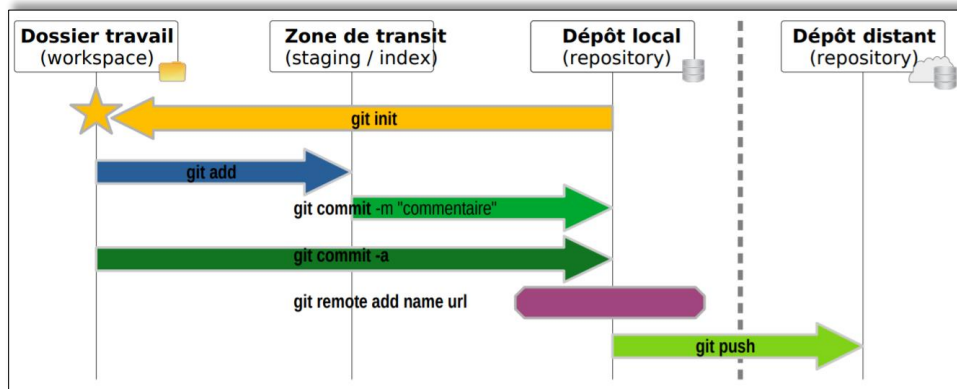 Dossier travail
(workspace)
Zone de transit
(staging / index)
Dépôt local
(repository)
Dépôt distant
(repository)
git init
git add
git commit -m "commentaire"
git commit -a
git remote add name url
git push